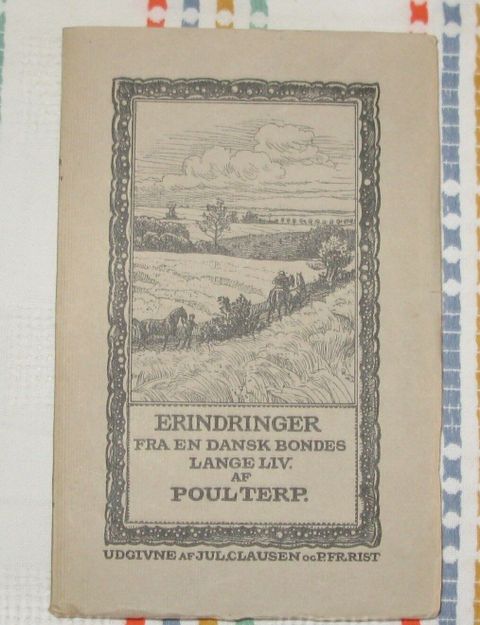 ERINDRINGER
FRA EN DANSK BONDES
LANGE LIV.
AF
POUL TERP.
UDGIVNE AF JUL. CLAUSEN OG P. FR. RIST